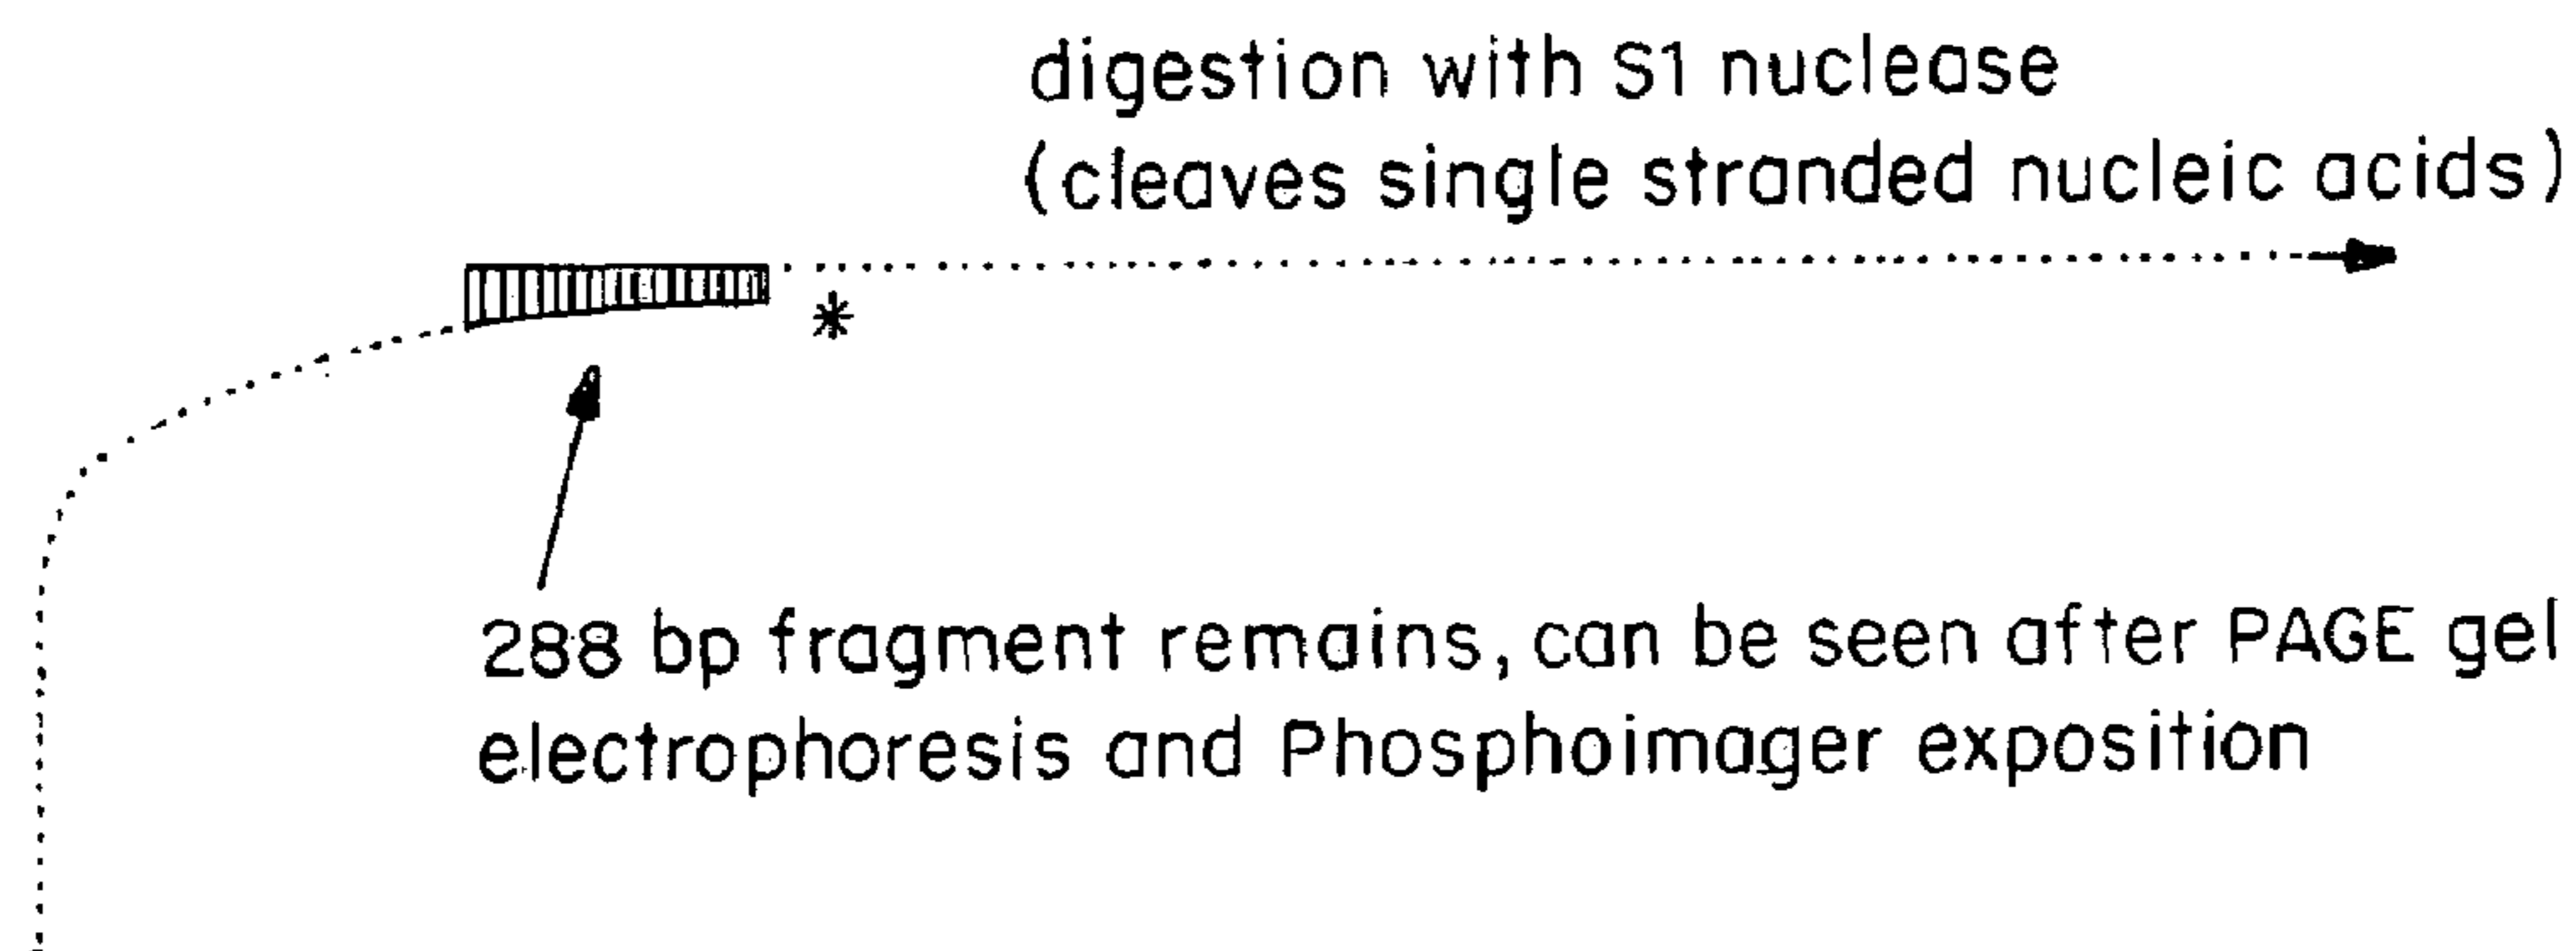 digestion with S1 nuclease
(cleaves single stranded nucleic acids)
*
288 bp fragment remains, can be seen after PAGE gel
electrophoresis and Phosphoimager exposition